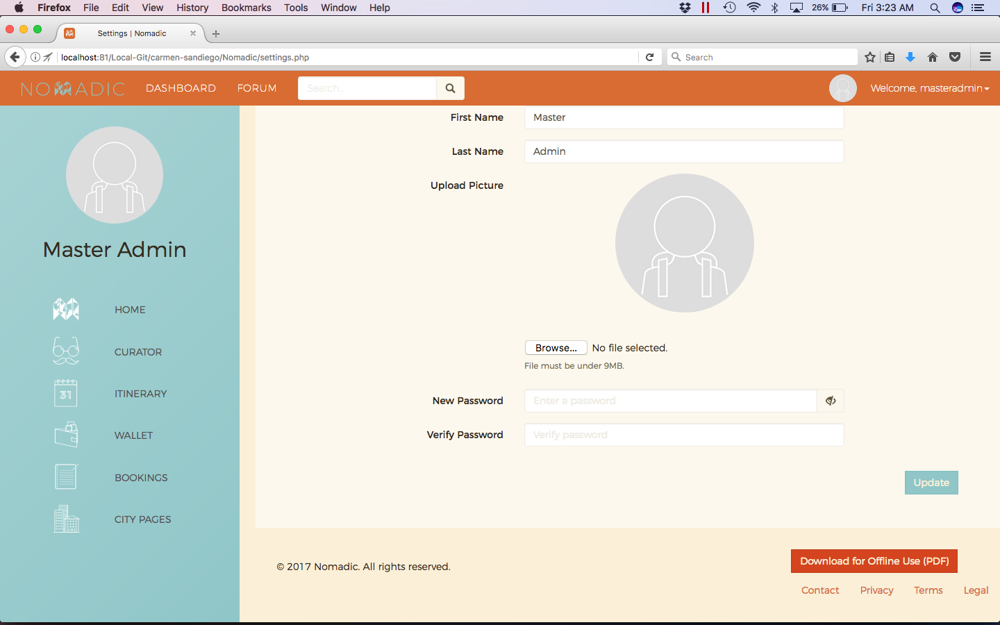 Firefox File Edit View History Bookmarks Tools Window Help 26% Fri 3:23 AM
Settings | Nomadic
localhost:81/Local-Git/carmen-sandiego/Nomadic/settings.php Search
NOMADIC DASHBOARD FORUM Search... Welcome, masteradmin
First Name Master
Last Name Admin
Upload Picture
Master Admin
HOME
CURATOR
31 ITINERARY
WALLET
BOOKINGS
CITY PAGES
Browse... No file selected.
File must be under 9MB.
New Password Enter a password
Verify Password Verify password
Update
© 2017 Nomadic. All rights reserved.
Download for Offline Use (PDF)
Contact Privacy Terms Legal